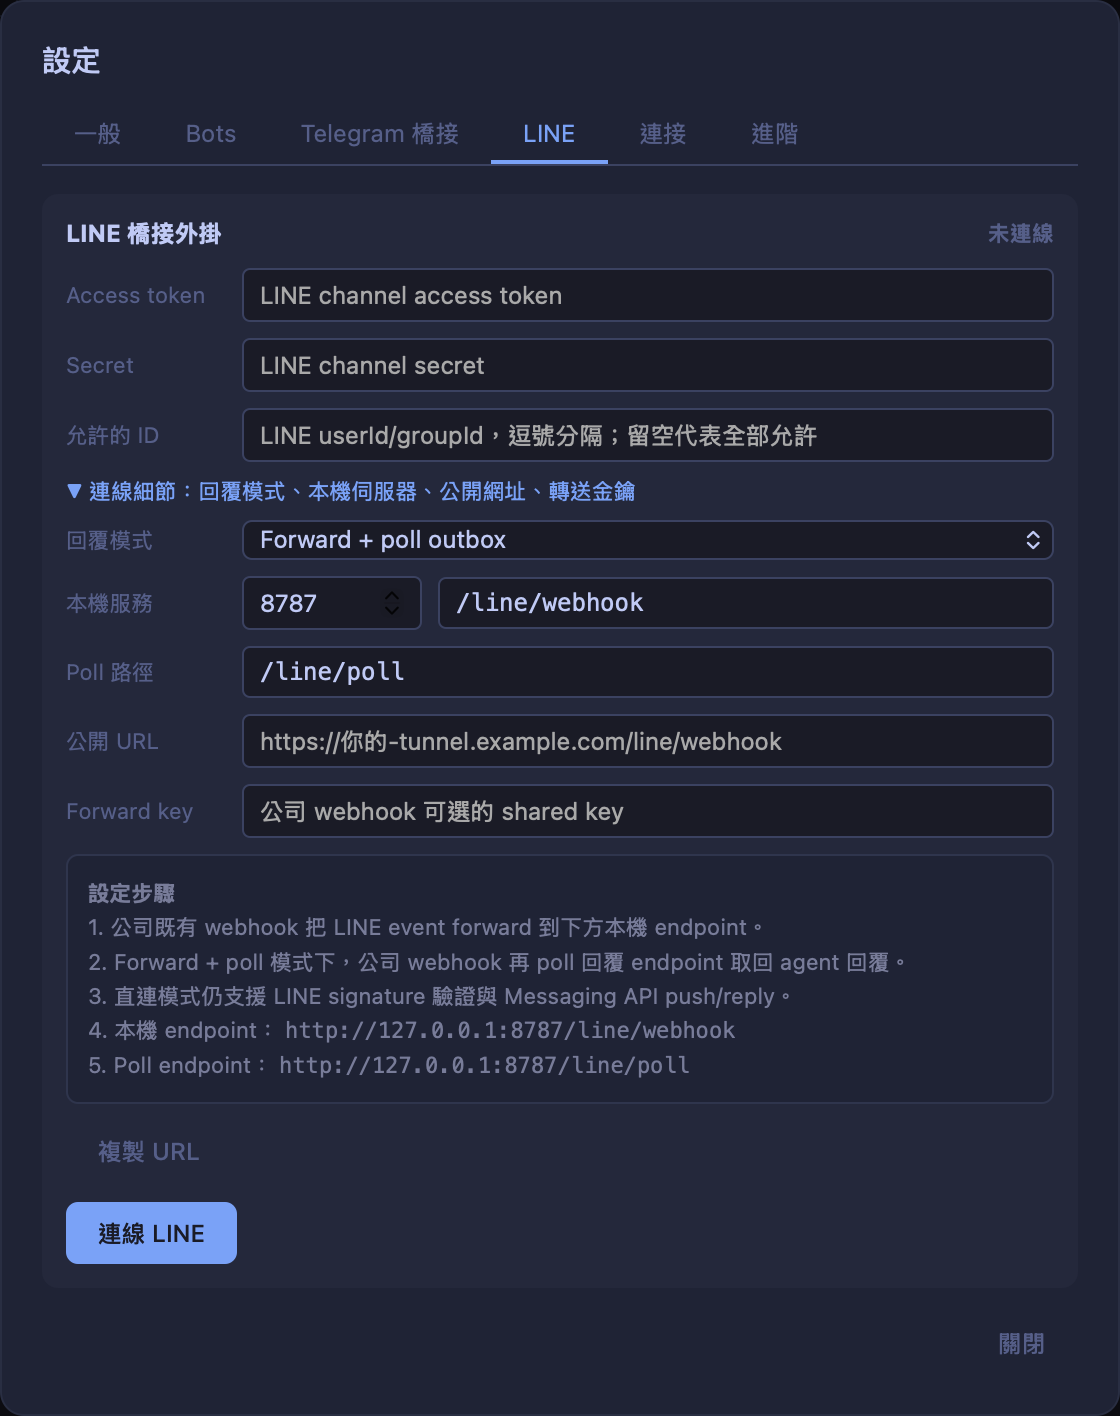 設定
一般 Bots Telegram 橋接 LINE 連接 進階
LINE 橋接外掛 未連線
Access token LINE channel access token
Secret LINE channel secret
允許的 ID LINE userId/groupId，逗號分隔；留空代表全部允許
▼ 連線細節：回覆模式、本機伺服器、公開網址、轉送金鑰
回覆模式 Forward + poll outbox
本機服務 8787 /line/webhook
Poll 路徑 /line/poll
公開 URL https://你的-tunnel.example.com/line/webhook
Forward key 公司 webhook 可選的 shared key
設定步驟
1. 公司既有 webhook 把 LINE event forward 到下方本機 endpoint。
2. Forward + poll 模式下，公司 webhook 再 poll 回覆 endpoint 取回 agent 回覆。
3. 直連模式仍支援 LINE signature 驗證與 Messaging API push/reply。
4. 本機 endpoint： http://127.0.0.1:8787/line/webhook
5. Poll endpoint： http://127.0.0.1:8787/line/poll
複製 URL
連線 LINE
關閉